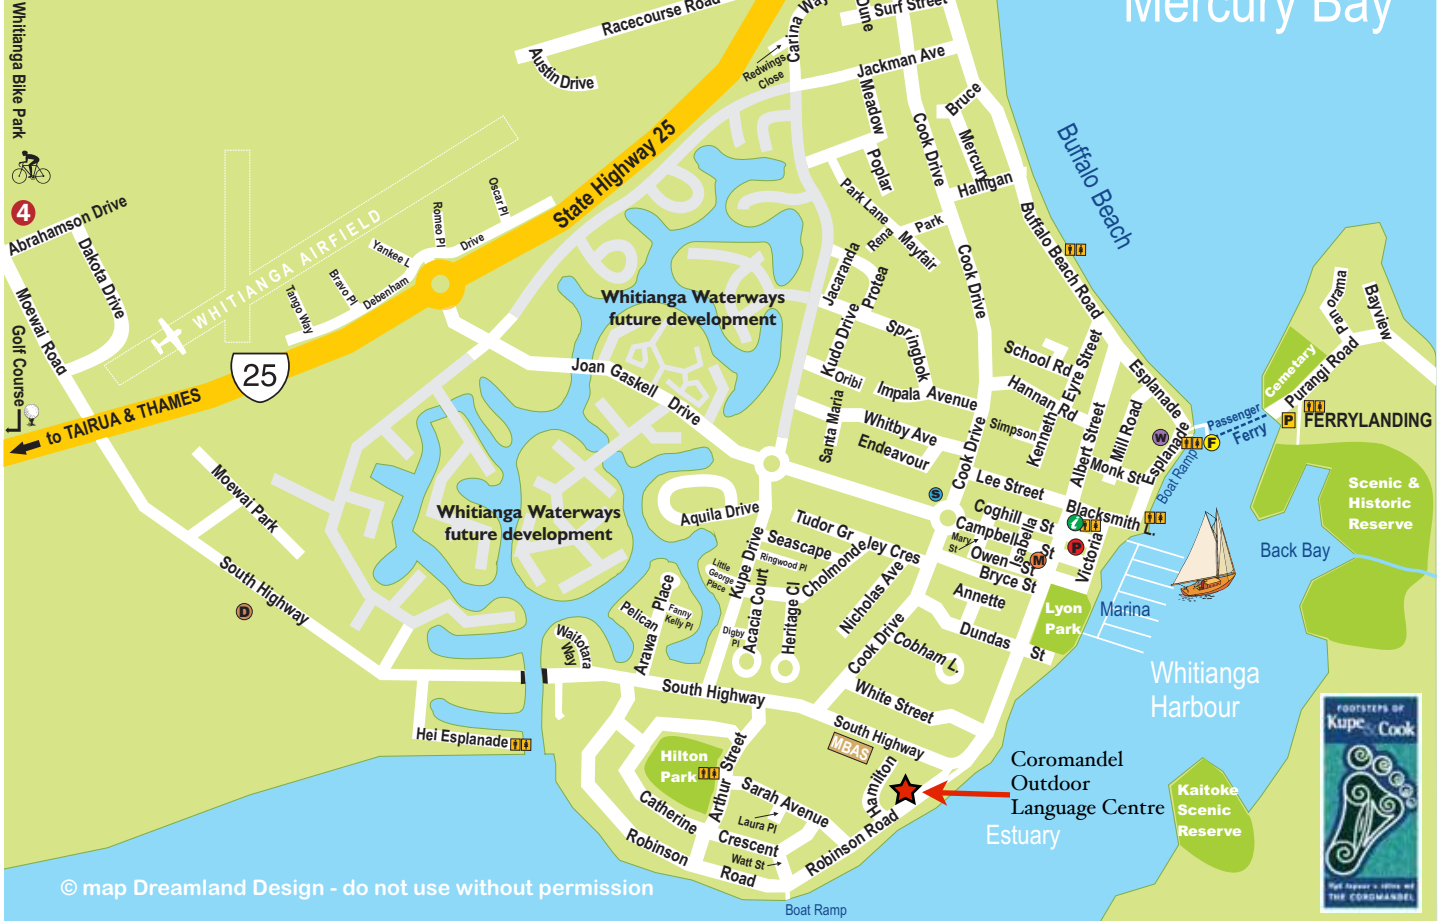 Mercury Bay
Whitianga Bike Park
4
Abrahamson Drive
Dakota Drive
Moewai Road
Golf Course
WHITIANGA AIRFIELD
Racecourse Road
Austin Drive
Redwings
Close
Carina Way
Dune
Surf Street
Jackman Ave
Meadow
Poplar
Cook Drive
Bruce
Mercury
Halligan
Park Lane
Rena
Mayfair
Park
Buffalo Beach
Buffalo Beach Road
State Highway 25
Oscar Pl
Romeo Pl
Drive
Yankee L
Bravo Pl
Debenham
Tango Way
25
to TAIRUA & THAMES
Whitianga Waterways
future development
Jacaranda
Protea
Kudo Drive
Springbok
Cook Drive
Oribi
Impala Avenue
Santa Maria
Whitby Ave
Endeavour
Joan Gaskell Drive
School Rd
Hannan Rd
Simpson
Kenneth
Eyre Street
Albert Street
Mill Road
Monk St
Esplanade
Esplanade
Boat Ramp
W
F
Passenger
Ferry
Cemetary
Purangi Road
Pan orama
Bayview
P FERRYLANDING
Scenic &
Historic
Reserve
Back Bay
Cook Drive
Lee Street
S
Coghill St
Campbell St
Mary
St
Owen St
Isabella
Bryce St
Blacksmith L.
i
P
M
Victoria
Annette
Dundas St
Lyon
Park
Marina
Moewai Park
South Highway
D
Whitianga Waterways
future development
Aquila Drive
Tudor Gr
Seascape
Ringwood Pl
Cholmondeley Cres
Nicholas Ave
Little
George
Place
Kupe Drive
Acacia Court
Heritage Cl
Digby
Pl
Pelican
Arawa Place
Fanny
Kelly Pl
Waitotara
Way
Cook Drive
Cobham L.
White Street
South Highway
South Highway
MBAS
Hei Esplanade
Hilton
Park
Arthur Street
Sarah Avenue
Laura Pl
Catherine
Crescent
Watt St
Robinson
Road
Robinson Road
Hamilton
Coromandel
Outdoor
Language Centre
Estuary
Whitianga
Harbour
Kaitoke
Scenic
Reserve
FOOTSTEPS OF
Kupe & Cook
THE COROMANDEL
© map Dreamland Design - do not use without permission
Boat Ramp